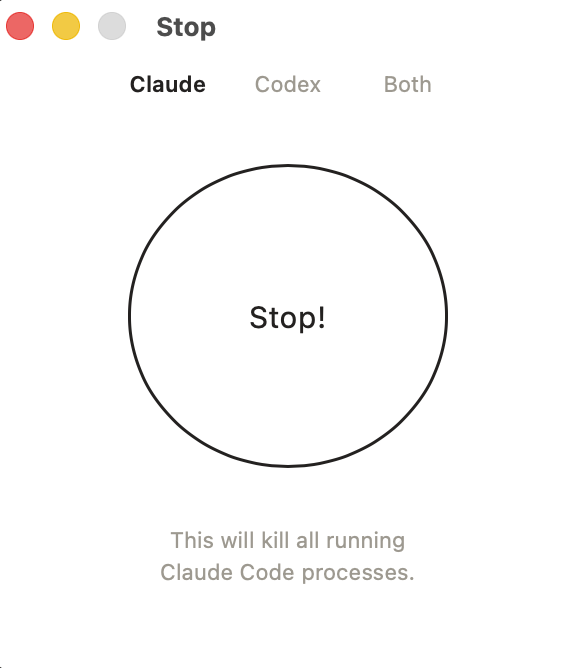 Stop
Claude Codex Both
Stop!
This will kill all running
Claude Code processes.